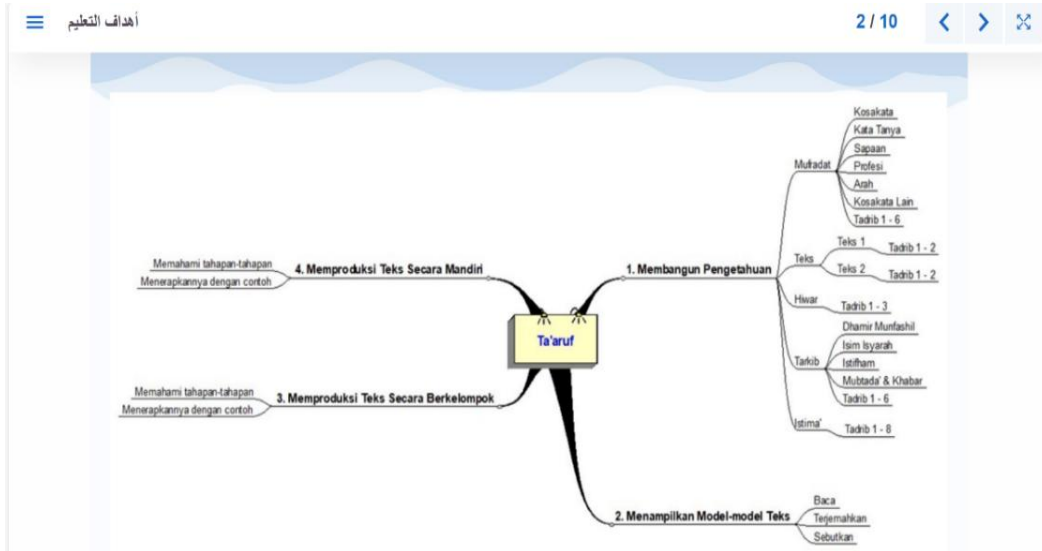 أهداف التعليم
2 / 10
Kosakata
Kata Tanya
Sapaan
Mufradat
Profesi
Arah
Kosakata Lain
Tadrib 1 - 6
Teks 1
Tadrib 1 - 2
Teks
Teks 2
Tadrib 1 - 2
1. Membangun Pengetahuan
Hiwar
Tadrib 1 - 3
Dhamir Munfashil
Isim Isyarah
Tarkib
Istifham
Mubtada' & Khabar
Tadrib 1 - 6
Istima'
Tadrib 1 - 8
Ta'aruf
2. Menampilkan Model-model Teks
Baca
Terjemahkan
Sebutkan
3. Memproduksi Teks Secara Berkelompok
Memahami tahapan-tahapan
Menerapkannya dengan contoh
4. Memproduksi Teks Secara Mandiri
Memahami tahapan-tahapan
Menerapkannya dengan contoh